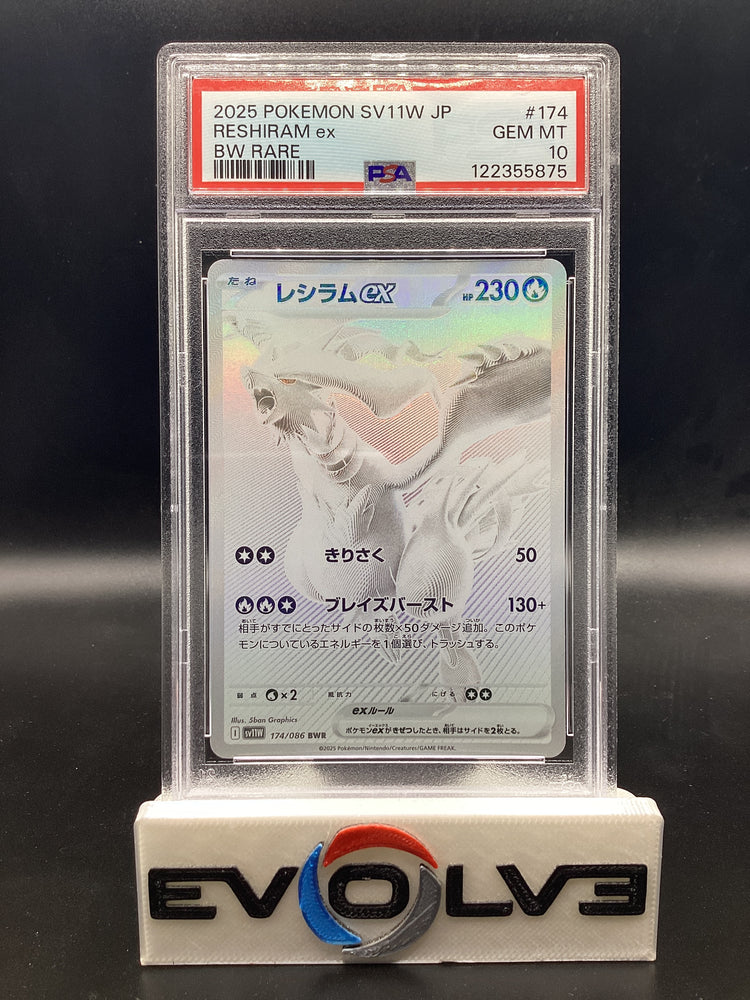 2025 POKEMON SV11W JP #174
RESHIRAM ex GEM MT
BW RARE 10
PSA 122355875
たね レシラムex HP230
きりさく 50
ブレイズバースト 130+
相手がすでにとったサイドの枚数×50ダメージ追加。このポケ
モンについているエネルギーを1個選び、トラッシュする。
弱点 ×2 抵抗力 にげる
exルール
ポケモンexがきぜつしたとき、相手はサイドを2枚とる。
Illus. 5ban Graphics
I SV11W 174/086 BWR
©2025 Pokémon/Nintendo/Creatures/GAME FREAK.
EVOLVE